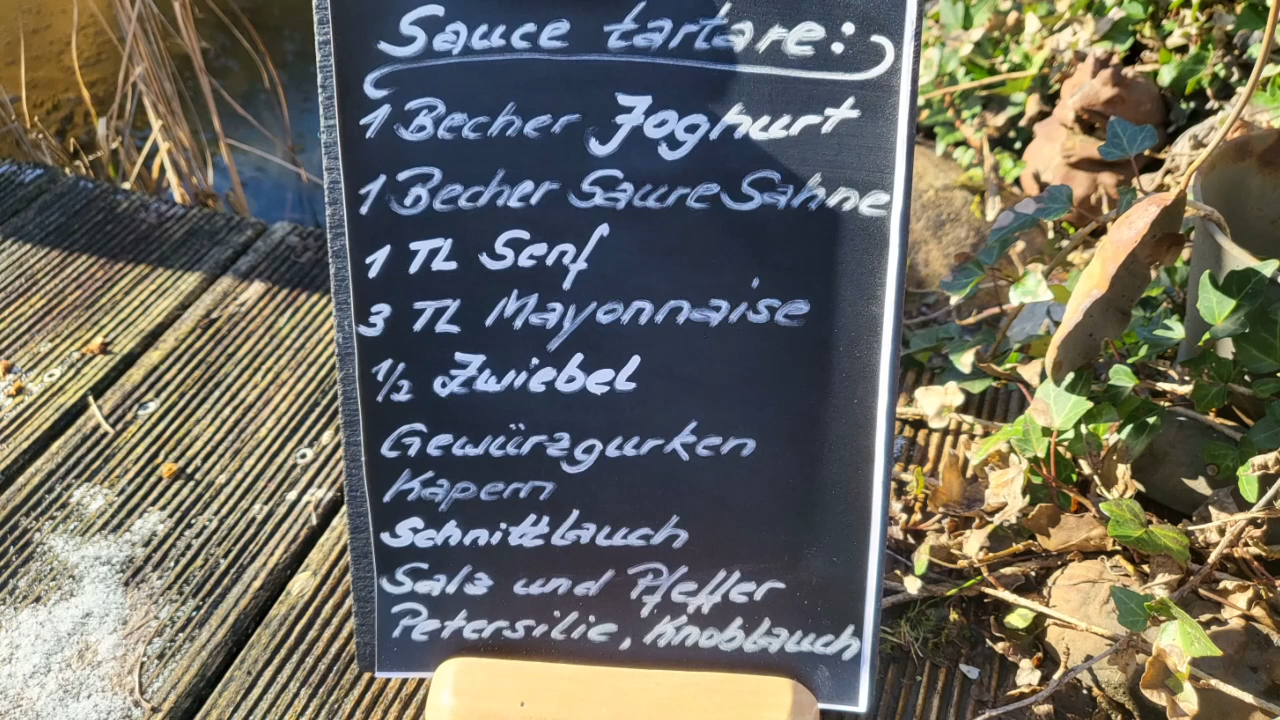 Sauce tartare:
1 Becher Joghurt
1 Becher Saure Sahne
1 TL Senf
3 TL Mayonnaise
1/2 Zwiebel
Gewürzgurken
Kapern
Schnittlauch
Salz und Pfeffer
Petersilie, Knoblauch